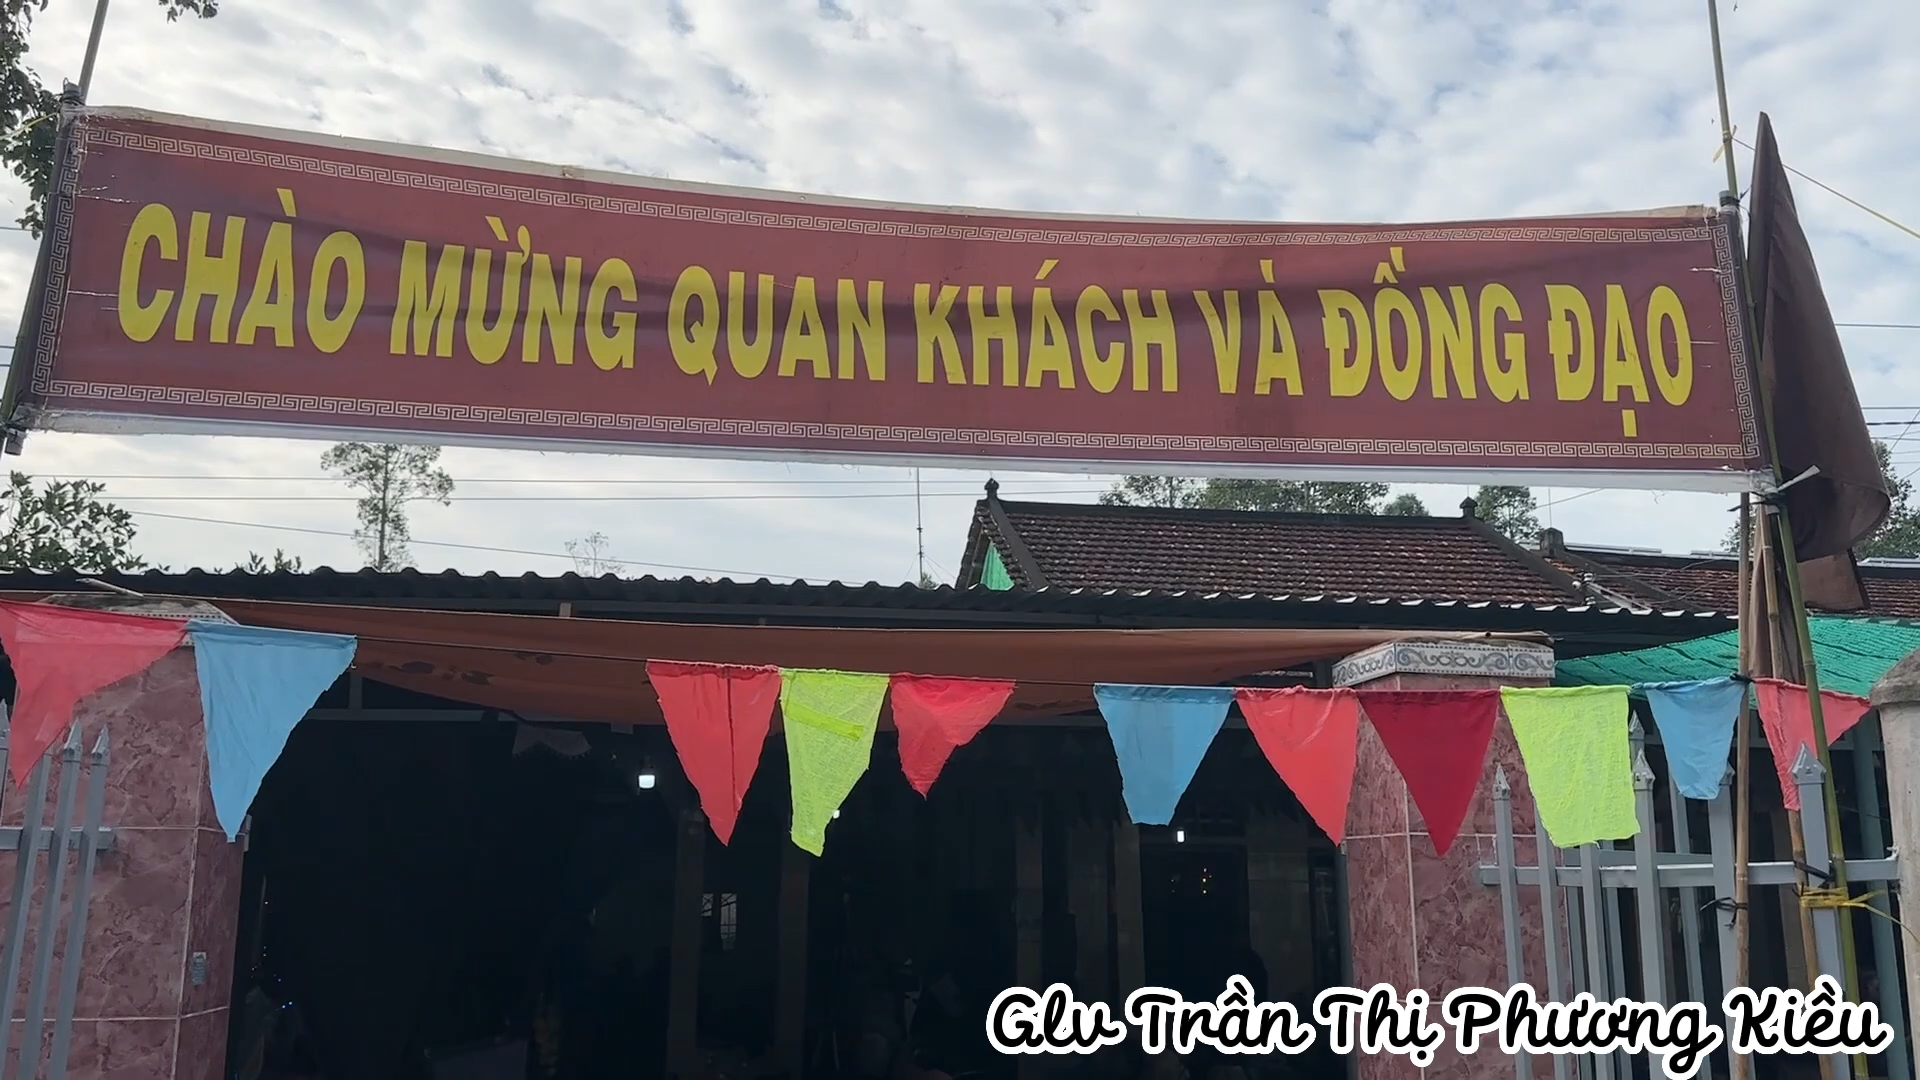 CHÀO MỪNG QUAN KHÁCH VÀ ĐỒNG ĐẠO
Glv Trần Thị Phương Kiều